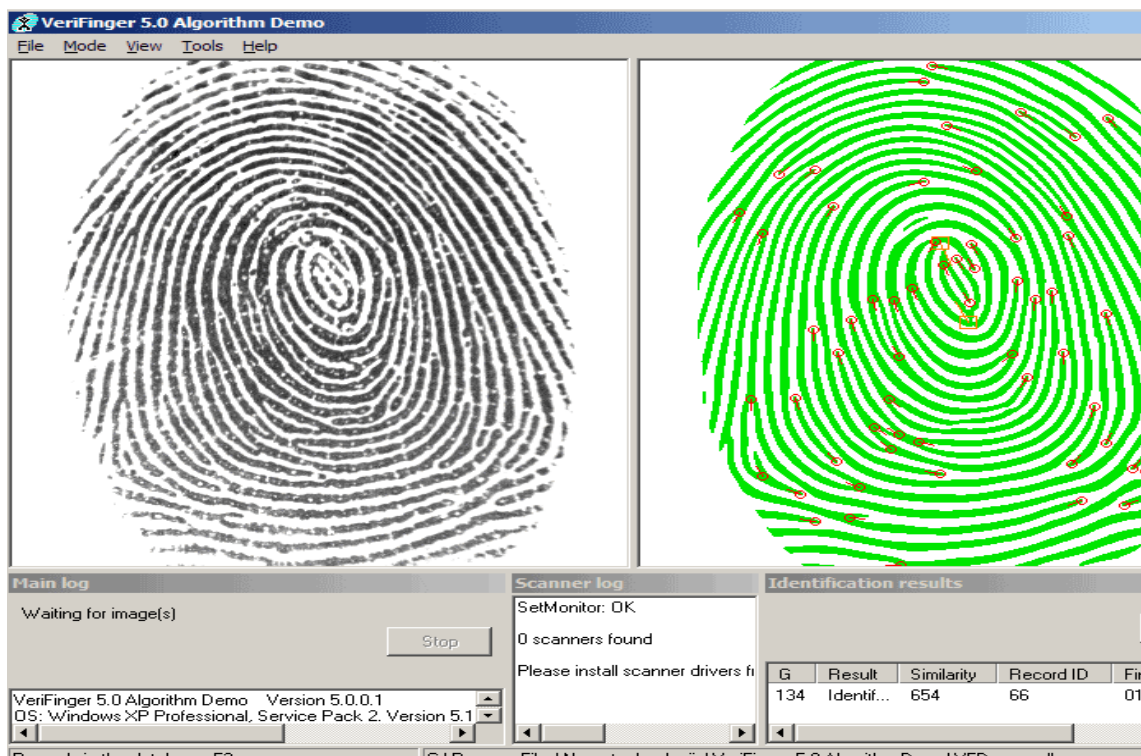 VeriFinger 5.0 Algorithm Demo
File Mode View Tools Help
Main log
Waiting for image(s)
Stop
VeriFinger 5.0 Algorithm Demo Version 5.0.0.1
OS: Windows XP Professional, Service Pack 2. Version 5.1
Scanner log
SetMonitor: OK
0 scanners found
Please install scanner drivers
Identification results
G Result Similarity Record ID
134 Identif... 654 66 01